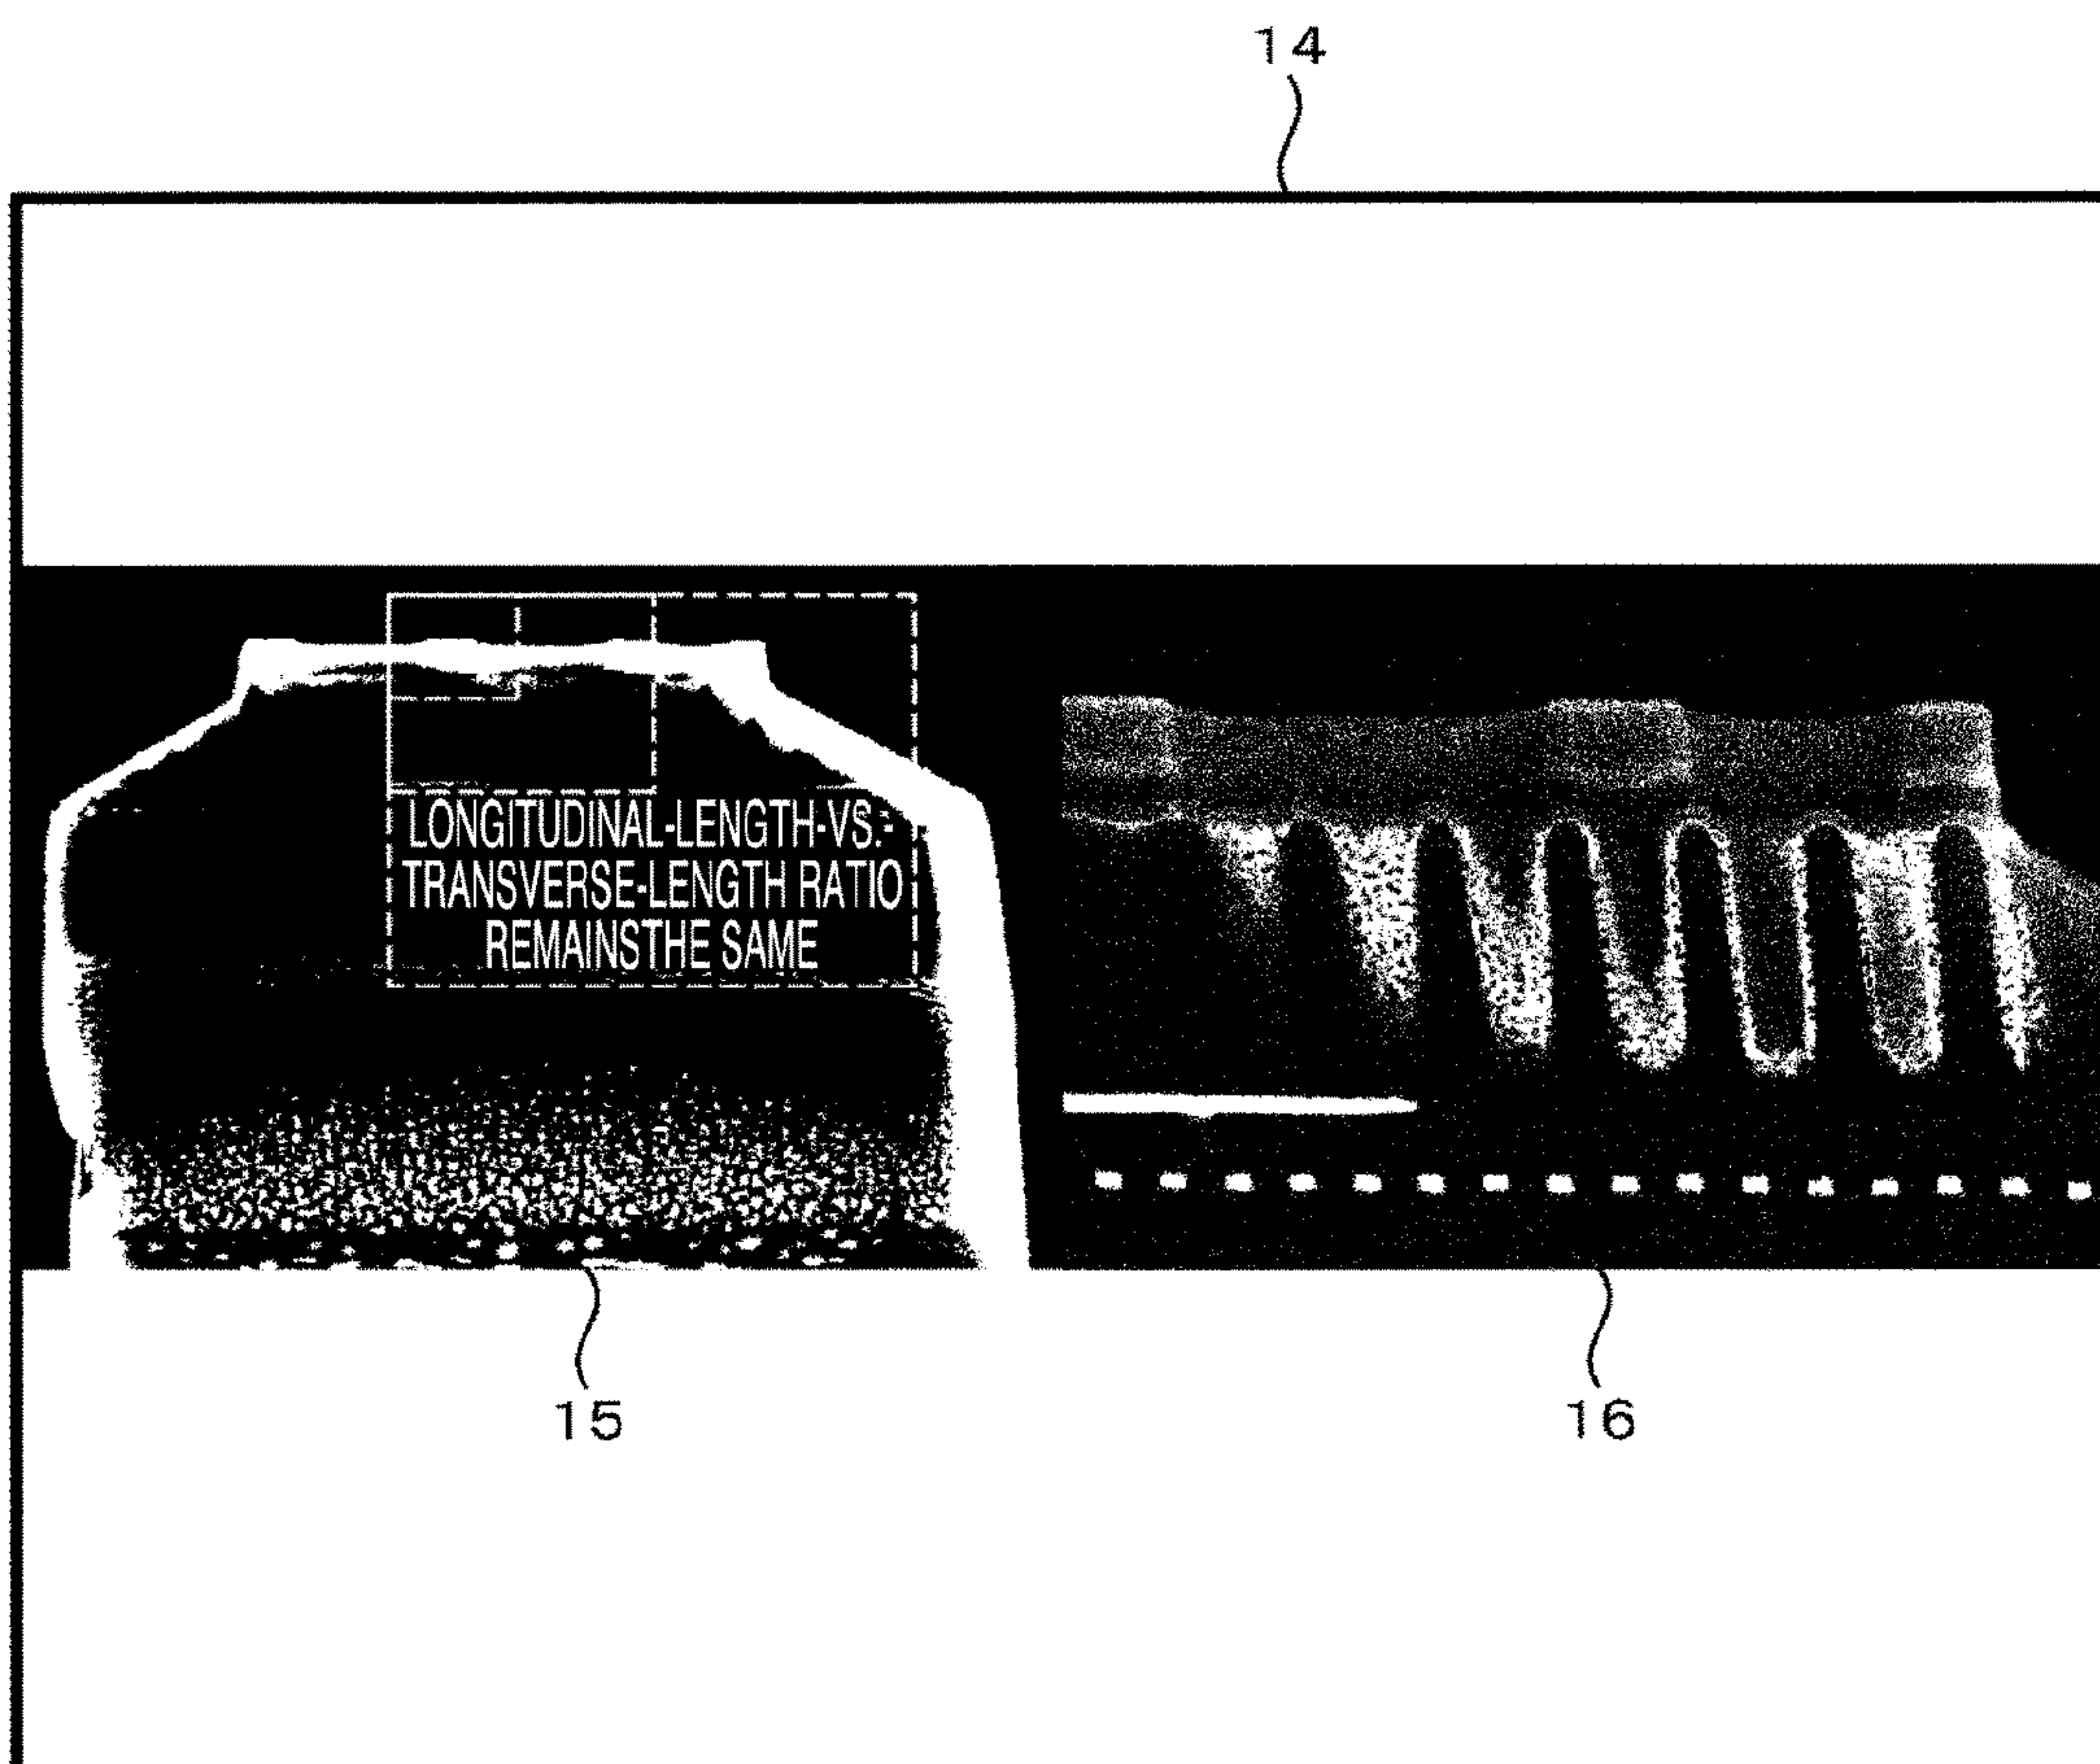 14
LONGITUDINAL-LENGTH-VS.-
TRANSVERSE-LENGTH RATIO
REMAINSTHE SAME
15
16